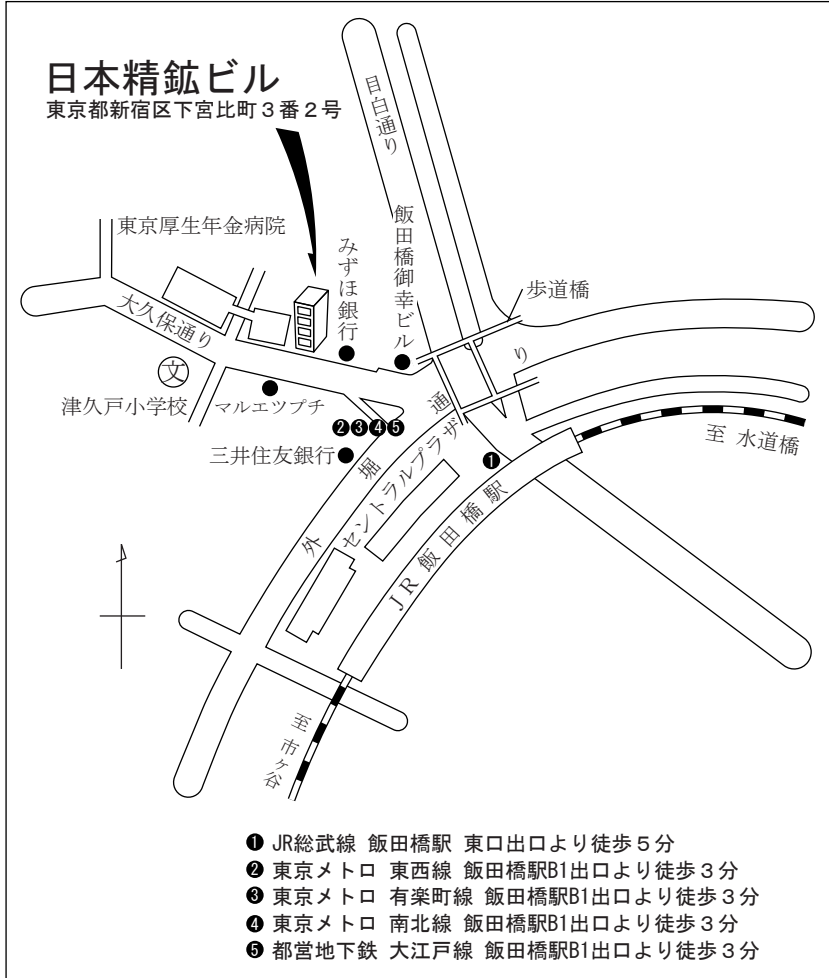 日本精鉱ビル
東京都新宿区下宮比町3番2号
目白通り
東京厚生年金病院
みずほ銀行
飯田橋御幸ビル
歩道橋
大久保通り
文
津久戸小学校
マルエツプチ
❷❸❹❺
三井住友銀行
外堀通り
セントラルプラザ
❶
JR飯田橋駅
至 水道橋
至 市ヶ谷
❶ JR総武線 飯田橋駅 東口出口より徒歩5分
❷ 東京メトロ 東西線 飯田橋駅B1出口より徒歩3分
❸ 東京メトロ 有楽町線 飯田橋駅B1出口より徒歩3分
❹ 東京メトロ 南北線 飯田橋駅B1出口より徒歩3分
❺ 都営地下鉄 大江戸線 飯田橋駅B1出口より徒歩3分